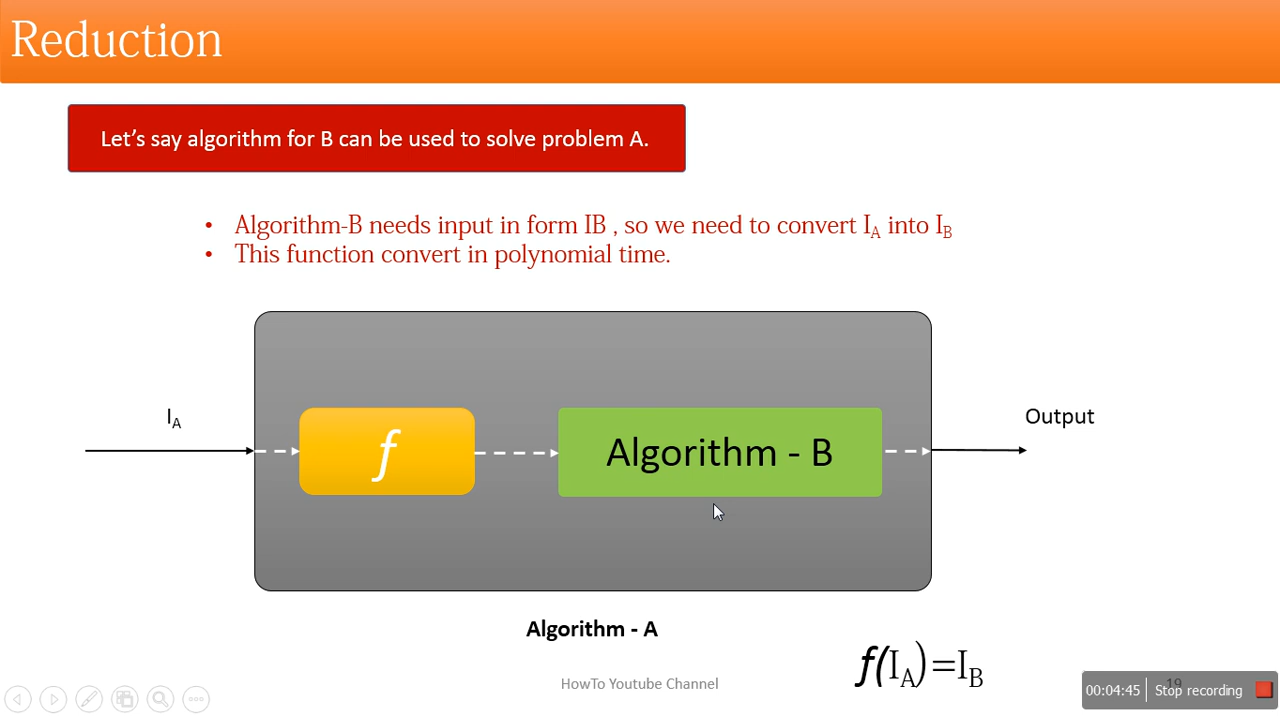 Reduction
Let’s say algorithm for B can be used to solve problem A.
• Algorithm-B needs input in form IB , so we need to convert I_A into I_B
• This function convert in polynomial time.
I_A
Output
f
Algorithm - B
Algorithm - A
f(I_A)=I_B
HowTo Youtube Channel
19
00:04:45 Stop recording